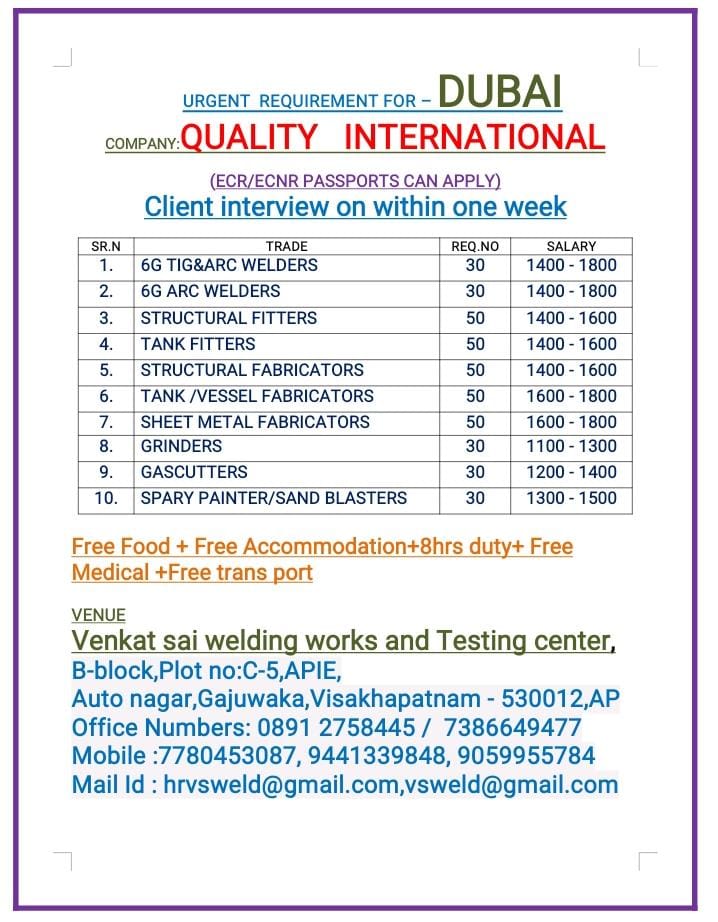 URGENT REQUIREMENT FOR – DUBAI
COMPANY:QUALITY INTERNATIONAL
(ECR/ECNR PASSPORTS CAN APPLY)
Client interview on within one week
SR.N TRADE REQ.NO SALARY
1. 6G TIG&ARC WELDERS 30 1400 - 1800
2. 6G ARC WELDERS 30 1400 - 1800
3. STRUCTURAL FITTERS 50 1400 - 1600
4. TANK FITTERS 50 1400 - 1600
5. STRUCTURAL FABRICATORS 50 1400 - 1600
6. TANK /VESSEL FABRICATORS 50 1600 - 1800
7. SHEET METAL FABRICATORS 50 1600 - 1800
8. GRINDERS 30 1100 - 1300
9. GASCUTTERS 30 1200 - 1400
10. SPARY PAINTER/SAND BLASTERS 30 1300 - 1500
Free Food + Free Accommodation+8hrs duty+ Free
Medical +Free trans port
VENUE
Venkat sai welding works and Testing center,
B-block,Plot no:C-5,APIE,
Auto nagar,Gajuwaka,Visakhapatnam - 530012,AP
Office Numbers: 0891 2758445 / 7386649477
Mobile :7780453087, 9441339848, 9059955784
Mail Id : hrvsweld@gmail.com,vsweld@gmail.com